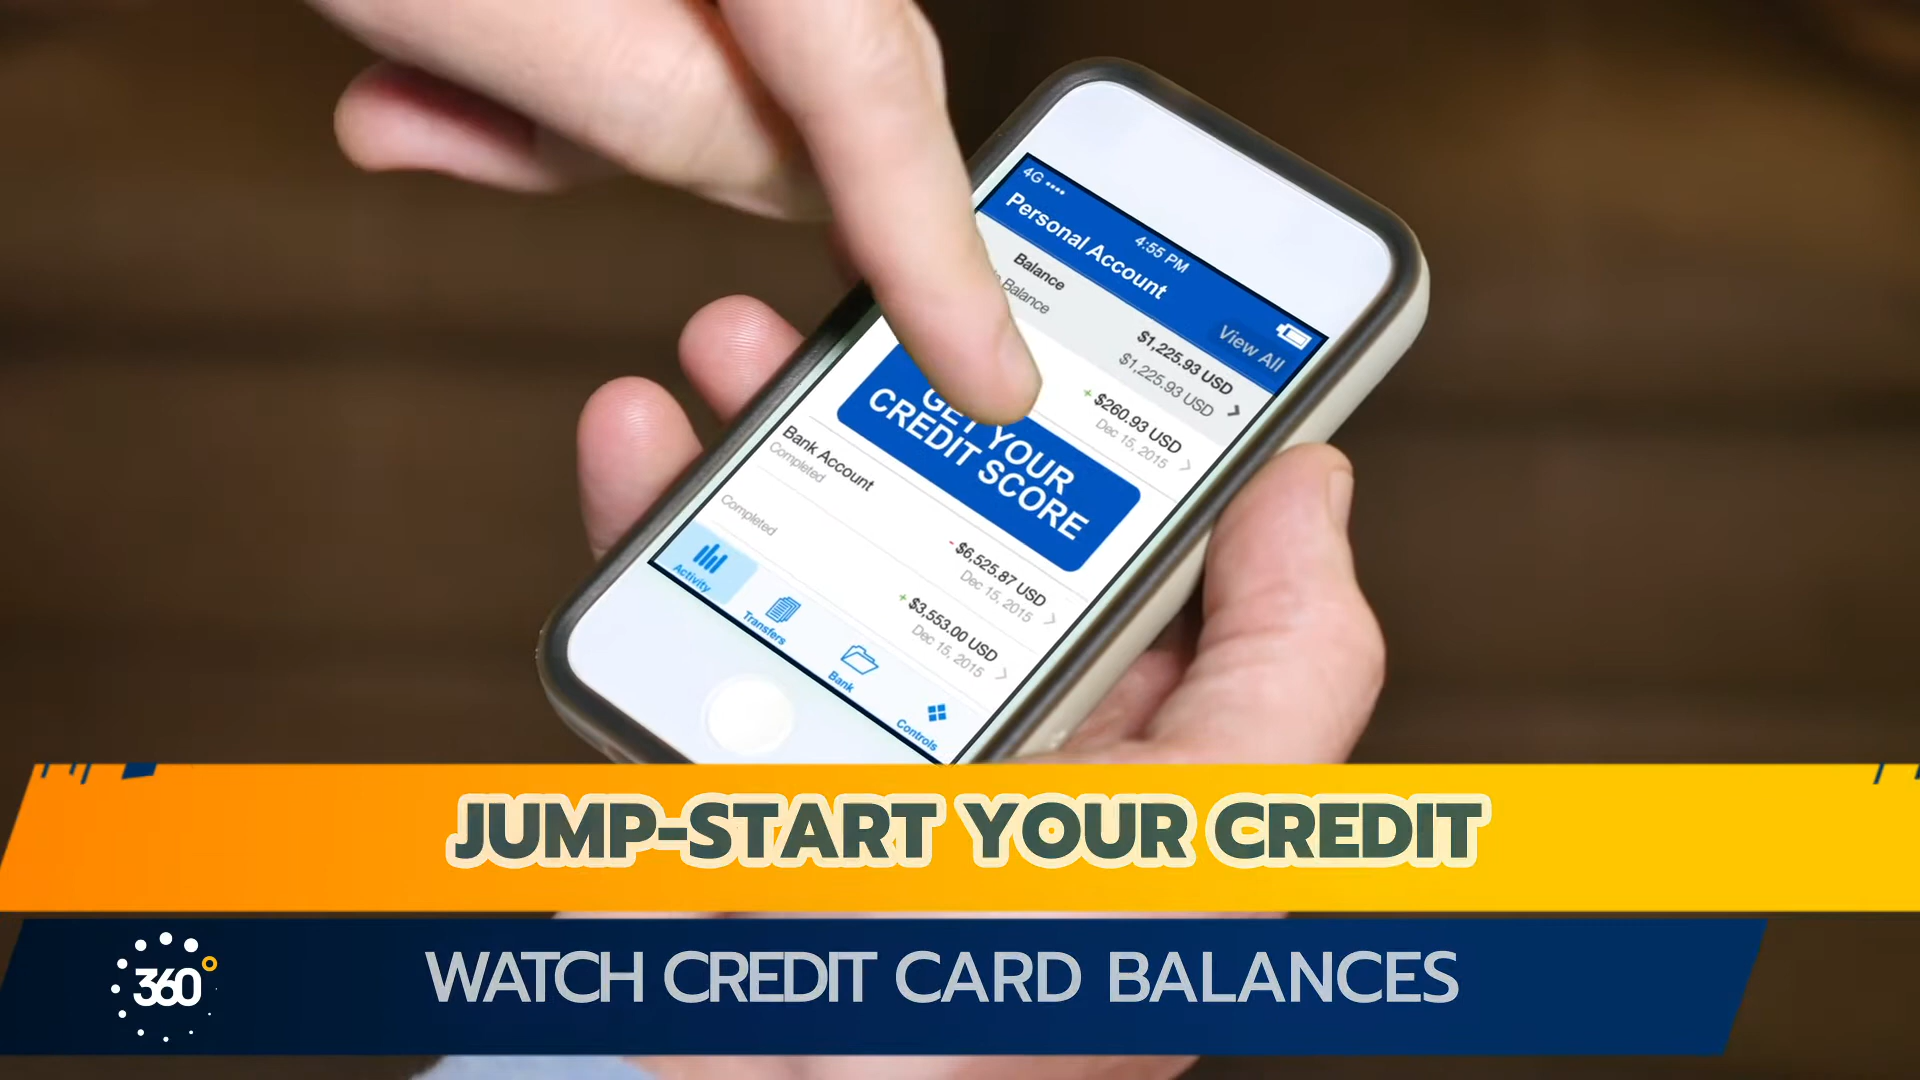 4G
4:55 PM
Personal Account
View All
Balance
$1,225.93 USD
Balance
$1,225.93 USD
+ $260.93 USD
Dec 15, 2015
GET YOUR
CREDIT SCORE
Bank Account
Completed
- $6,525.87 USD
Dec 15, 2015
Completed
+ $3,553.00 USD
Dec 15, 2015
Activity
Transfers
Bank
Controls
JUMP-START YOUR CREDIT
360°
WATCH CREDIT CARD BALANCES